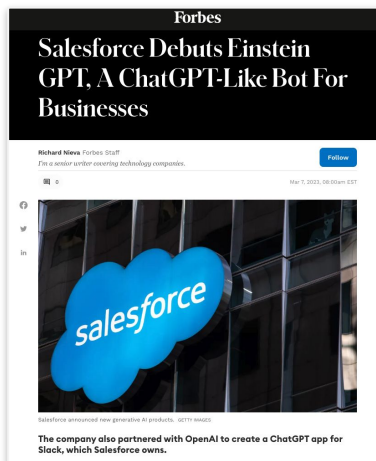 Forbes
Salesforce Debuts Einstein
GPT, A ChatGPT-Like Bot For
Businesses
Richard Nieva Forbes Staff
I'm a senior writer covering technology companies.
Follow
0
Mar 7, 2023, 08:00am EST
salesforce
Salesforce announced new generative AI products. GETTY IMAGES
The company also partnered with OpenAI to create a ChatGPT app for
Slack, which Salesforce owns.